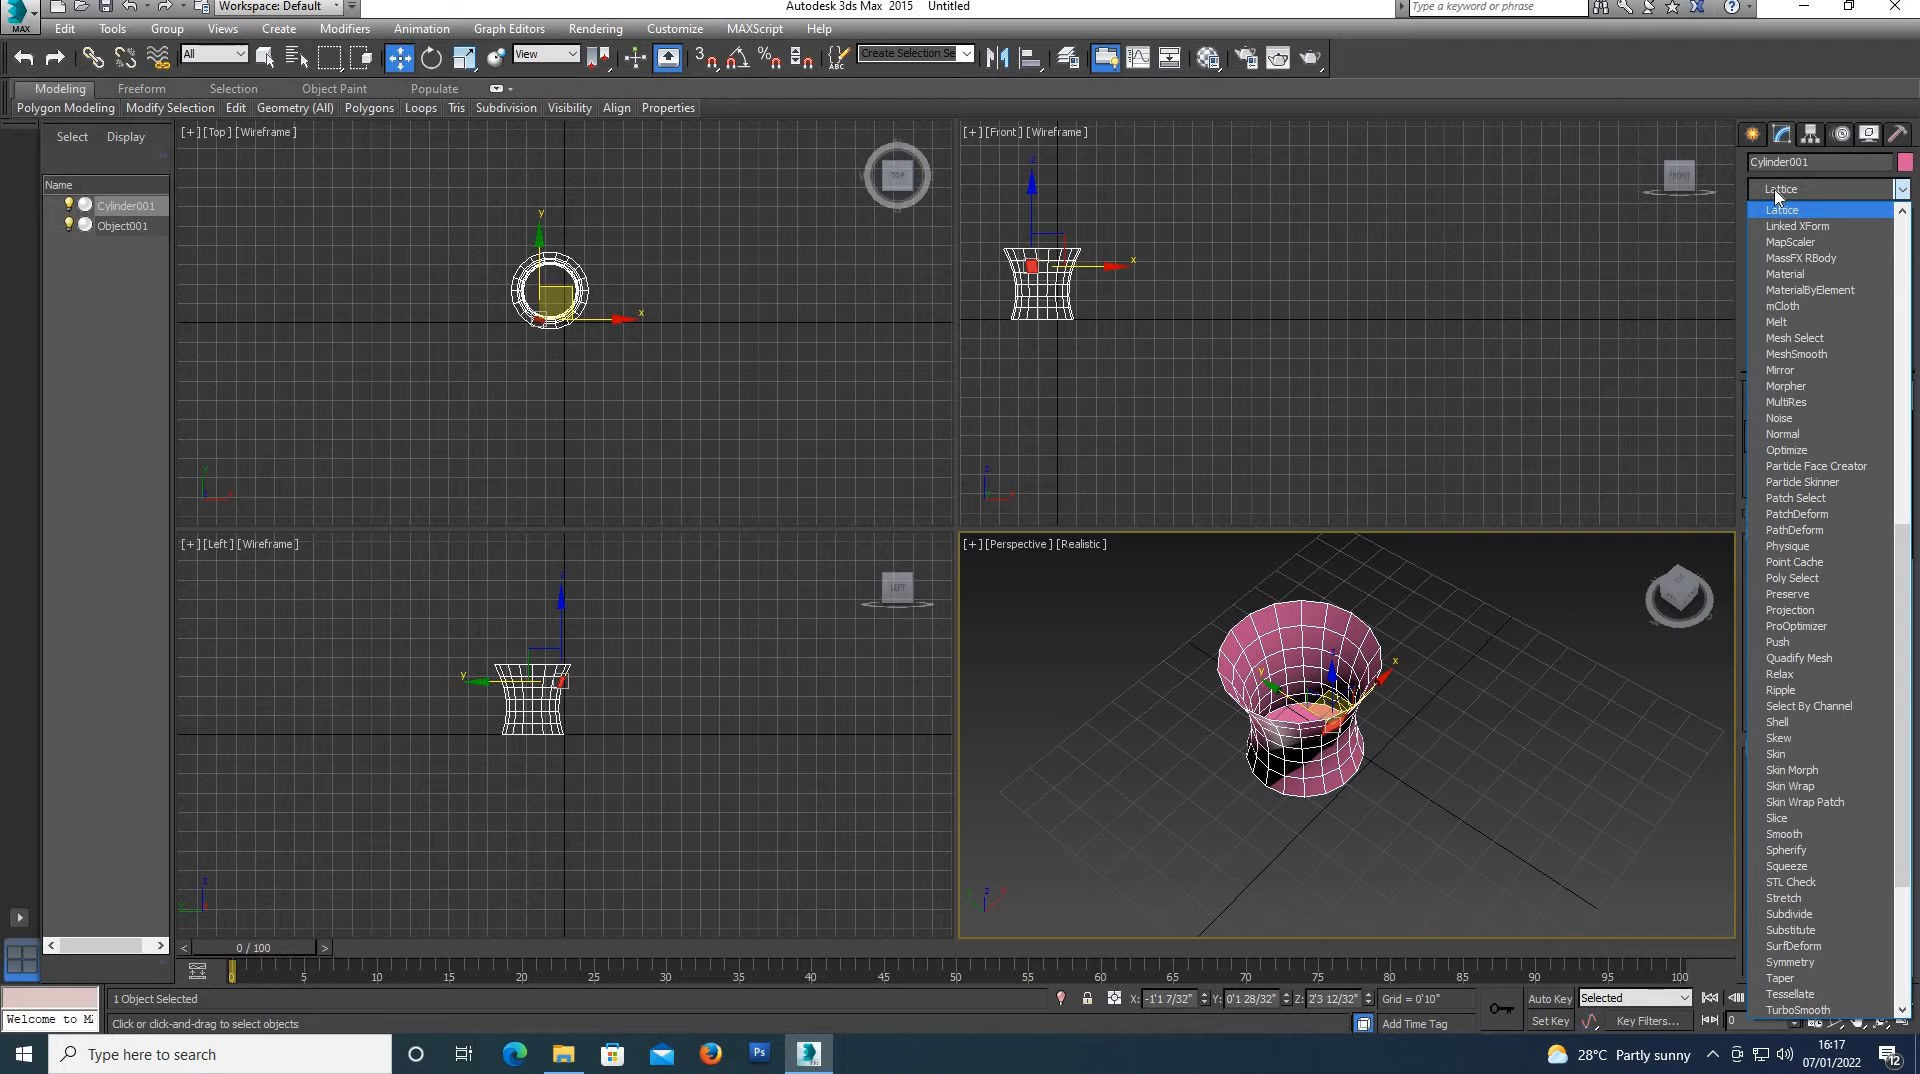 Workspace: Default
Autodesk 3ds Max 2015 Untitled
Type a keyword or phrase
MAX
Edit Tools Group Views Create Modifiers Animation Graph Editors Rendering Customize MAXScript Help
All
View
3
%
ABC
Create Selection Se
Modeling Freeform Selection Object Paint Populate
Polygon Modeling Modify Selection Edit Geometry (All) Polygons Loops Tris Subdivision Visibility Align Properties
Select Display
Name
Cylinder001
Object001
[+] [Top] [Wireframe]
TOP
y
x
[+] [Front] [Wireframe]
FRONT
z
x
[+] [Left] [Wireframe]
LEFT
z
y
[+] [Perspective] [Realistic]
x
y
z
Cylinder001
Lattice
Lattice
Linked XForm
MapScaler
MassFX RBody
Material
MaterialByElement
mCloth
Melt
Mesh Select
MeshSmooth
Mirror
Morpher
MultiRes
Noise
Normal
Optimize
Particle Face Creator
Particle Skinner
Patch Select
PatchDeform
PathDeform
Physique
Point Cache
Poly Select
Preserve
Projection
ProOptimizer
Push
Quadify Mesh
Relax
Ripple
Select By Channel
Shell
Skew
Skin
Skin Morph
Skin Wrap
Skin Wrap Patch
Slice
Smooth
Spherify
Squeeze
STL Check
Stretch
Subdivide
Substitute
SurfDeform
Symmetry
Taper
Tessellate
TurboSmooth
< 0 / 100 >
0 5 10 15 20 25 30 35 40 45 50 55 60 65 70 75 80 85 90 95 100
1 Object Selected
X: -1'1 7/32" Y: 0'1 28/32" Z: 2'3 12/32" Grid = 0'10"
Auto Key Selected
Welcome to M
Click or click-and-drag to select objects
Add Time Tag
Set Key Key Filters... 0
Type here to search
Ps
28°C Partly sunny
16:17
07/01/2022
12